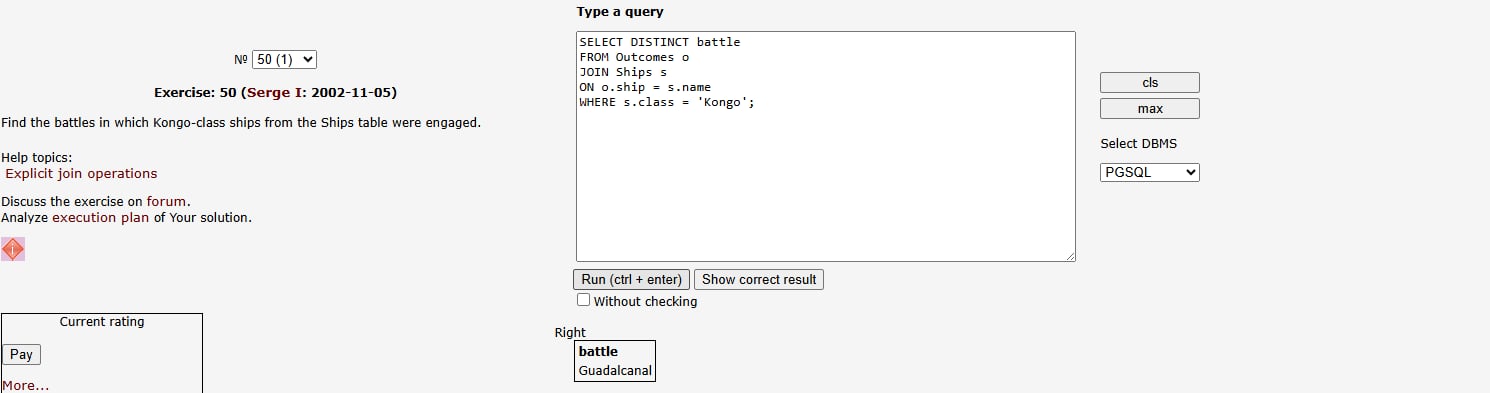 № 50 (1)
Exercise: 50 (Serge I: 2002-11-05)
Find the battles in which Kongo-class ships from the Ships table were engaged.
Help topics:
Explicit join operations
Discuss the exercise on forum.
Analyze execution plan of Your solution.
Current rating
Pay
More...
Type a query
SELECT DISTINCT battle
FROM Outcomes o
JOIN Ships s
ON o.ship = s.name
WHERE s.class = 'Kongo';
Run (ctrl + enter) Show correct result
Without checking
Right
battle
Guadalcanal
cls
max
Select DBMS
PGSQL